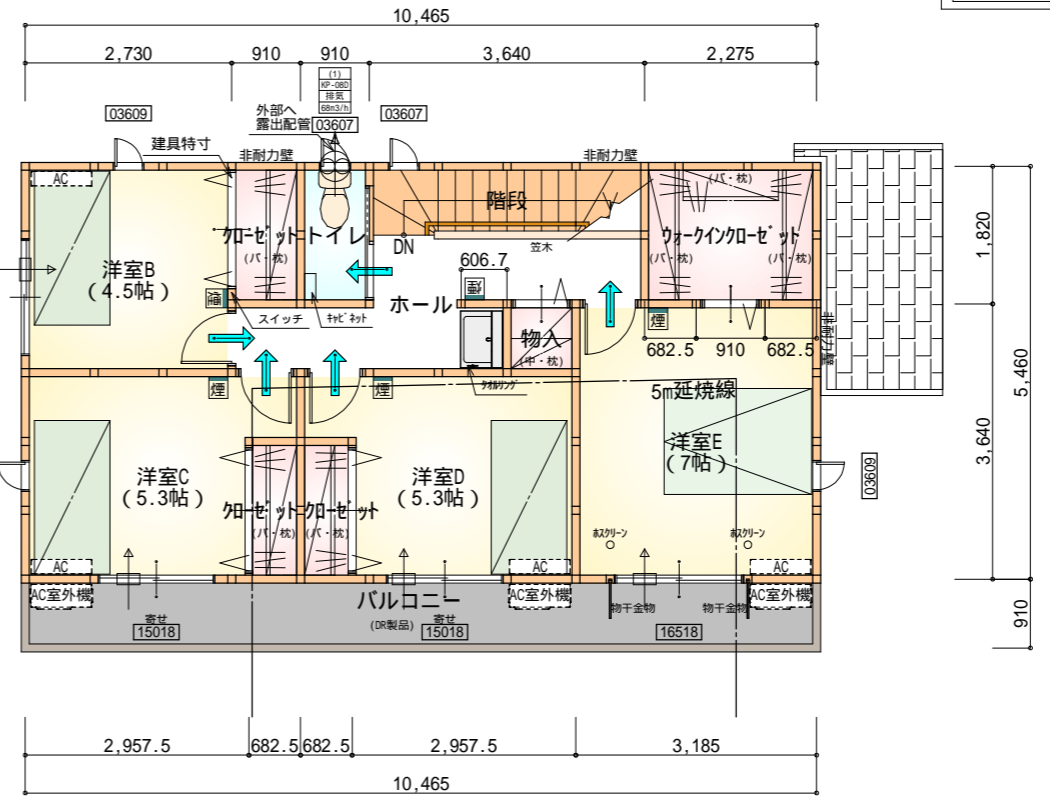 10,465
2,730
910
910
3,640
2,275
(1)
KP-08D
排気
68m3/h
03609
外部へ
露出配管
03607
03607
建具特寸
非耐力壁
非耐力壁
AC
階段
(パ・枕)
クローゼット
(パ・枕)
トイレ
DN
笠木
ウォークインクローゼット
(パ・枕)
(パ・枕)
洋室B
(4.5帖)
606.7
1,820
煙
煙
ホール
スイッチ
キャビネット
物入
(中・枕)
煙
非耐力壁
682.5
910
682.5
タオルリング
煙
煙
5m延焼線
5,460
3,640
洋室C
(5.3帖)
クローゼット
(パ・枕)
クローゼット
(パ・枕)
洋室D
(5.3帖)
洋室E
(7帖)
03609
ホスクリーン
ホスクリーン
AC
AC
AC
AC室外機
バルコニー
(DR製品)
AC室外機
AC室外機
物干金物
物干金物
寄せ
15018
寄せ
15018
16518
910
2,957.5
682.5
682.5
2,957.5
3,185
10,465